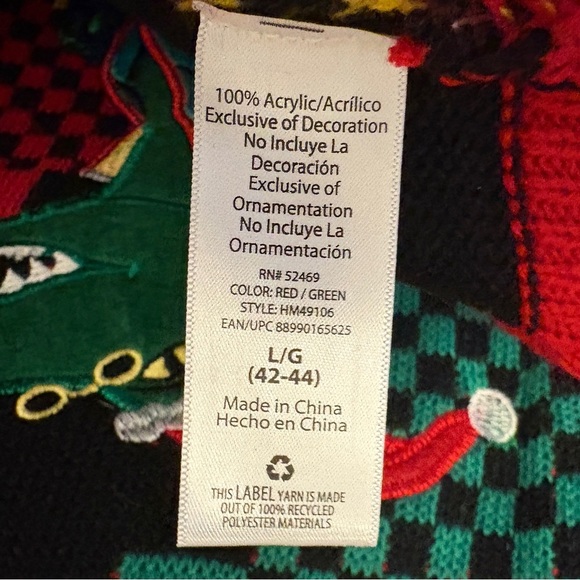 100% Acrylic/Acrílico
Exclusive of Decoration
No Incluye La
Decoración
Exclusive of
Ornamentation
No Incluye La
Ornamentación
RN# 52469
COLOR: RED / GREEN
STYLE: HM49106
EAN/UPC 88990165625
L/G
(42-44)
Made in China
Hecho en China
THIS LABEL YARN IS MADE
OUT OF 100% RECYCLED
POLYESTER MATERIALS